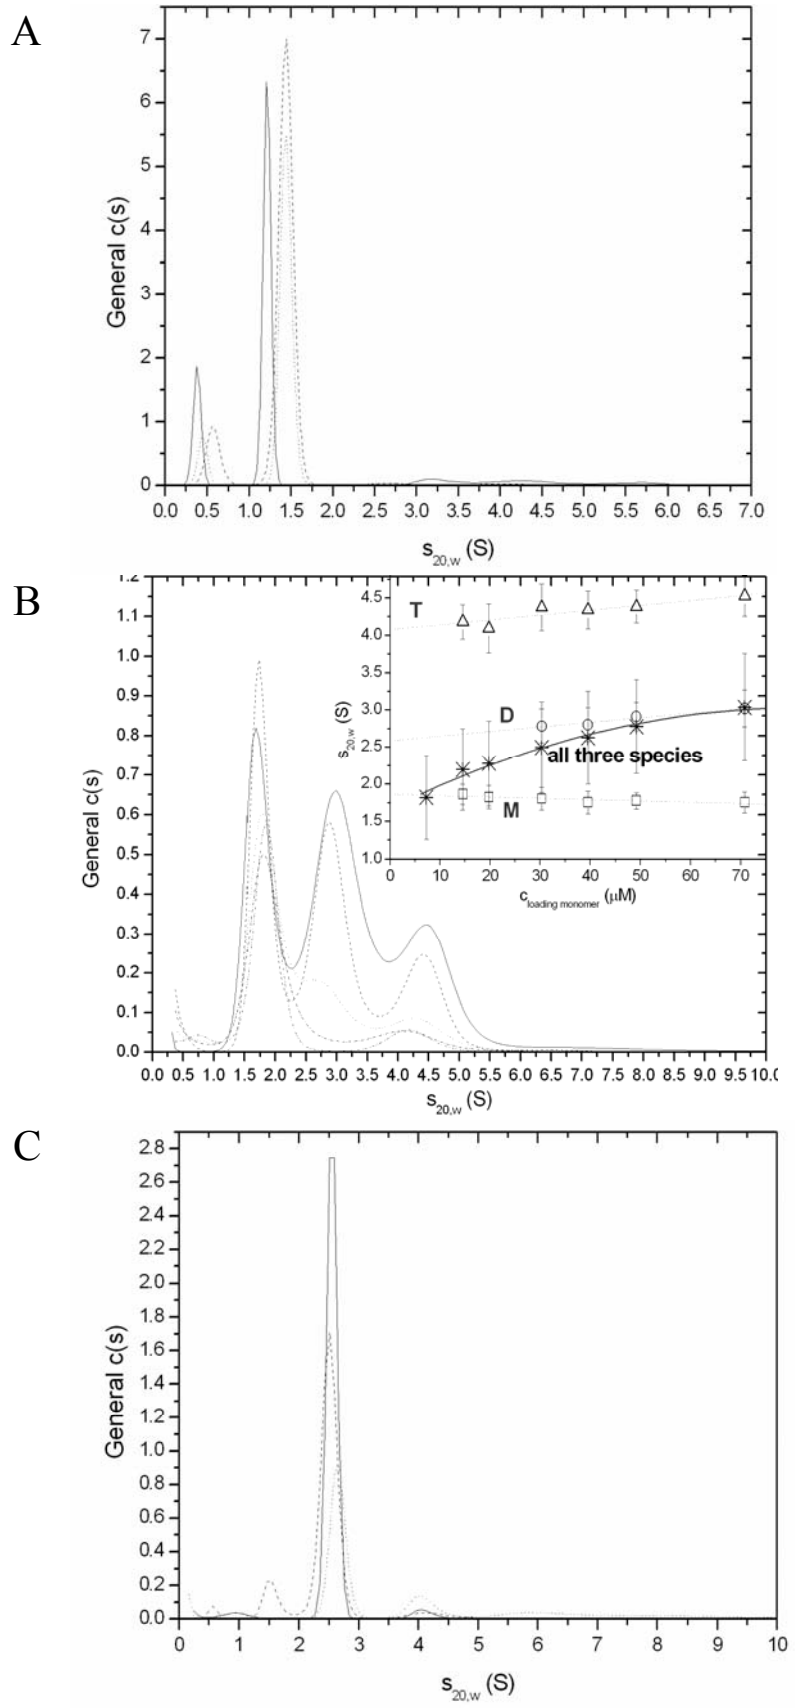 A
7
6
5
4
3
2
1
0
General c(s)
0.0 0.5 1.0 1.5 2.0 2.5 3.0 3.5 4.0 4.5 5.0 5.5 6.0 6.5 7.0
s20,w (S)
B
1.2
1.1
1.0
0.9
0.8
0.7
0.6
0.5
0.4
0.3
0.2
0.1
0.0
General c(s)
0.0 0.5 1.0 1.5 2.0 2.5 3.0 3.5 4.0 4.5 5.0 5.5 6.0 6.5 7.0 7.5 8.0 8.5 9.0 9.5 10.0
s20,w (S)
4.5
4.0
3.5
3.0
2.5
2.0
1.5
1.0
s20,w (S)
T
D
all three species
M
0 10 20 30 40 50 60 70
cloading monomer (μM)
C
2.8
2.6
2.4
2.2
2.0
1.8
1.6
1.4
1.2
1.0
0.8
0.6
0.4
0.2
0.0
General c(s)
0 1 2 3 4 5 6 7 8 9 10
s20,w (S)